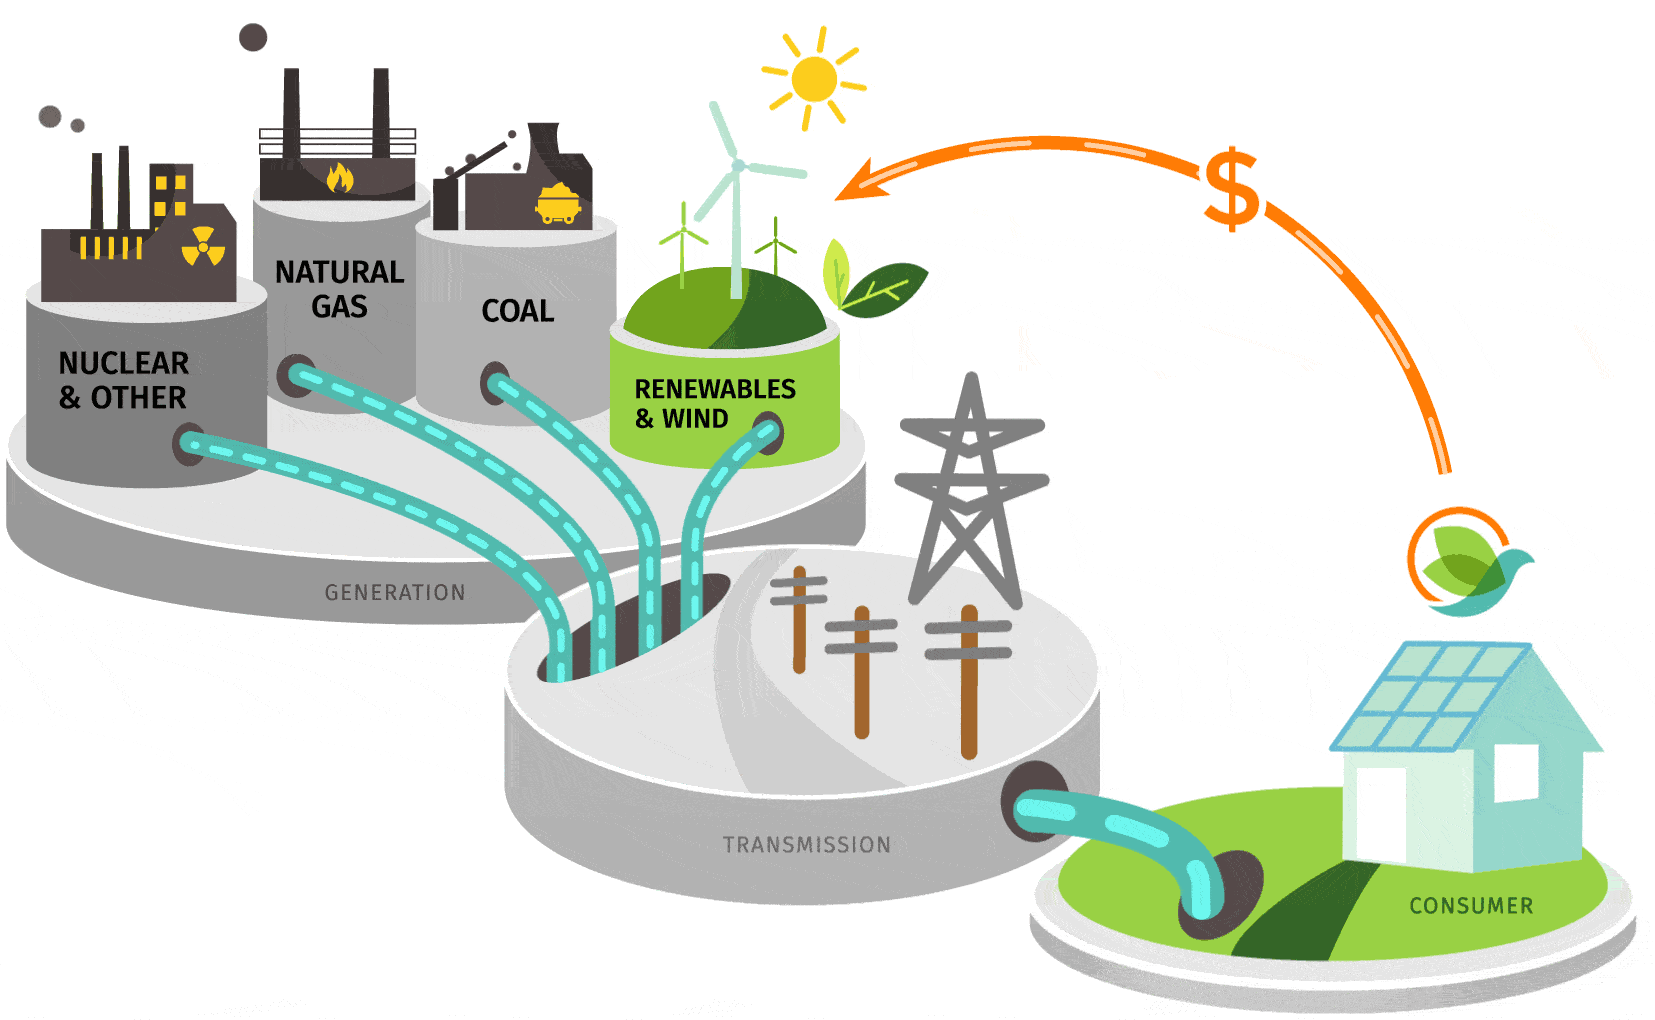 NATURAL
GAS
COAL
NUCLEAR
& OTHER
RENEWABLES
& WIND
$
GENERATION
TRANSMISSION
CONSUMER